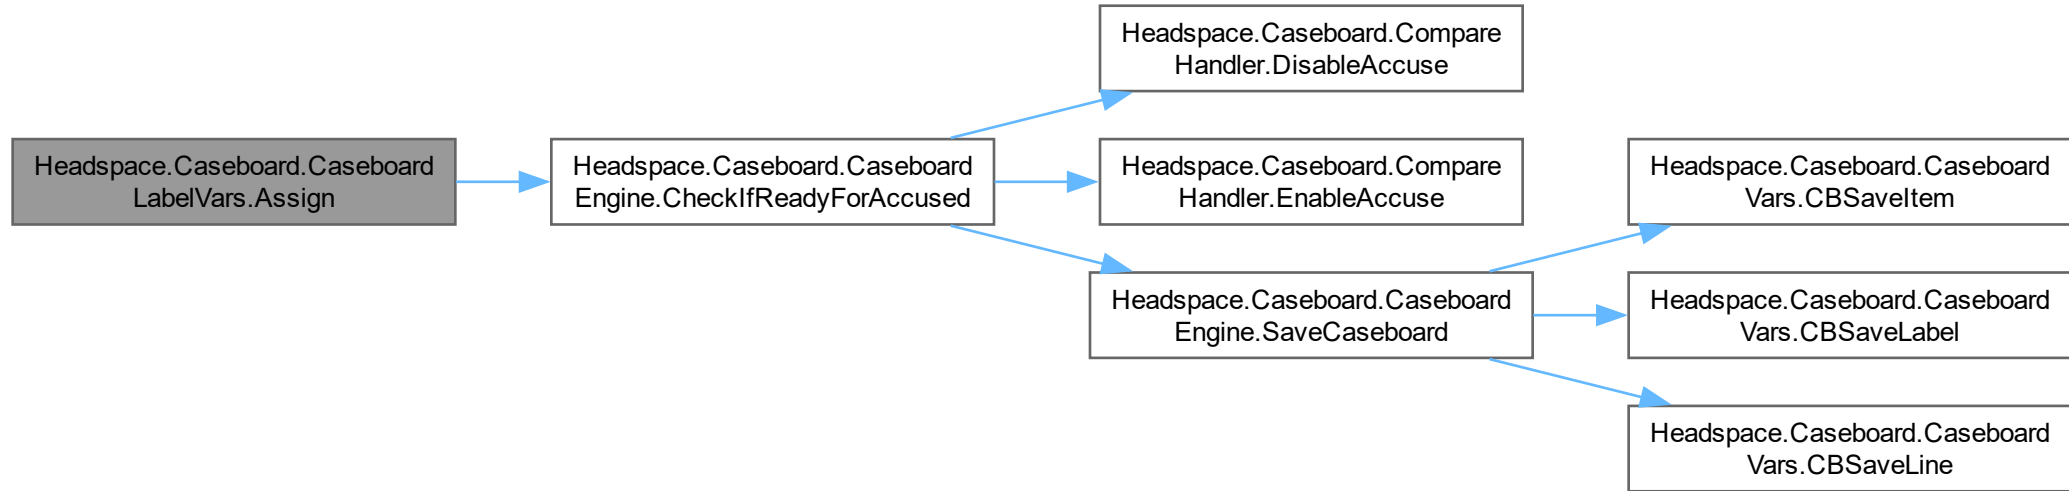 Headspace.Caseboard.Compare
Handler.DisableAccuse
Headspace.Caseboard.Caseboard
LabelVars.Assign
Headspace.Caseboard.Caseboard
Engine.CheckIfReadyForAccused
Headspace.Caseboard.Compare
Handler.EnableAccuse
Headspace.Caseboard.Caseboard
Vars.CBSaveItem
Headspace.Caseboard.Caseboard
Engine.SaveCaseboard
Headspace.Caseboard.Caseboard
Vars.CBSaveLabel
Headspace.Caseboard.Caseboard
Vars.CBSaveLine